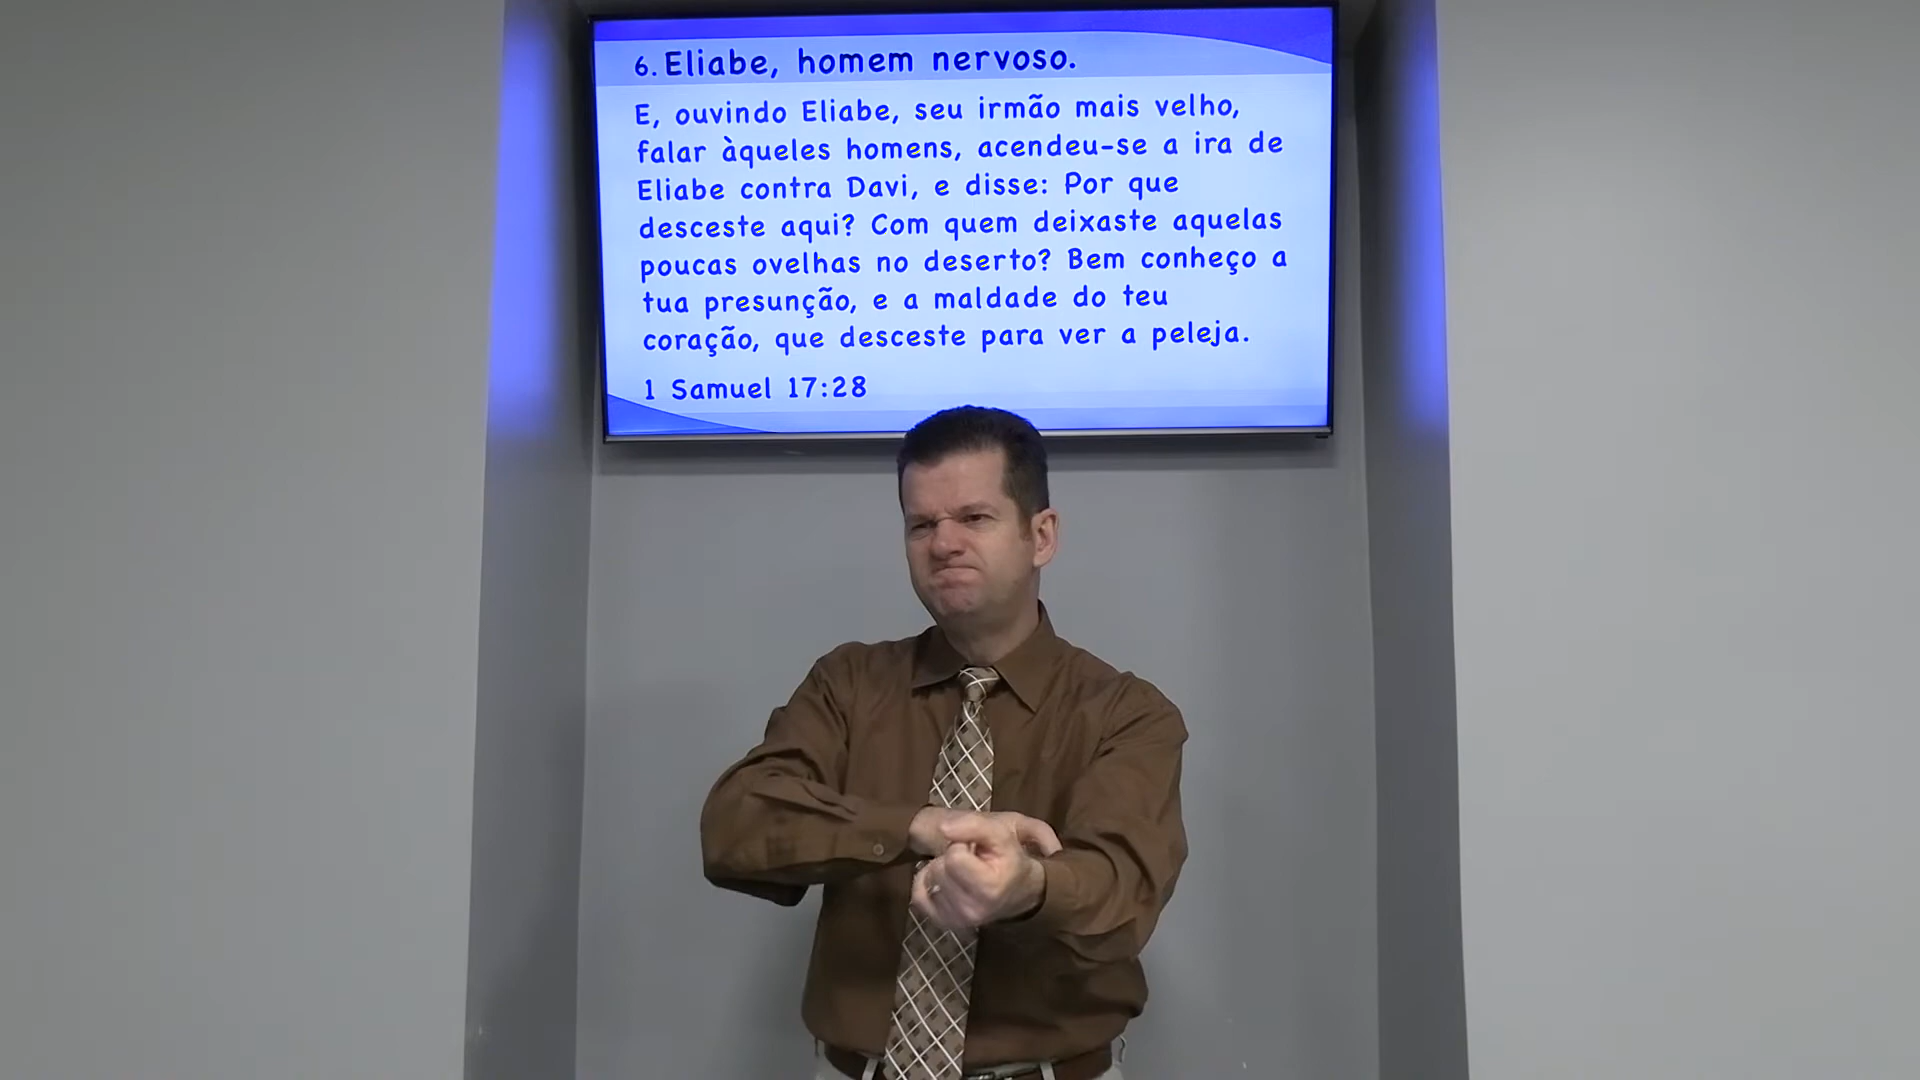 6. Eliabe, homem nervoso.
E, ouvindo Eliabe, seu irmão mais velho,
falar àqueles homens, acendeu-se a ira de
Eliabe contra Davi, e disse: Por que
desceste aqui? Com quem deixaste aquelas
poucas ovelhas no deserto? Bem conheço a
tua presunção, e a maldade do teu
coração, que desceste para ver a peleja.
1 Samuel 17:28